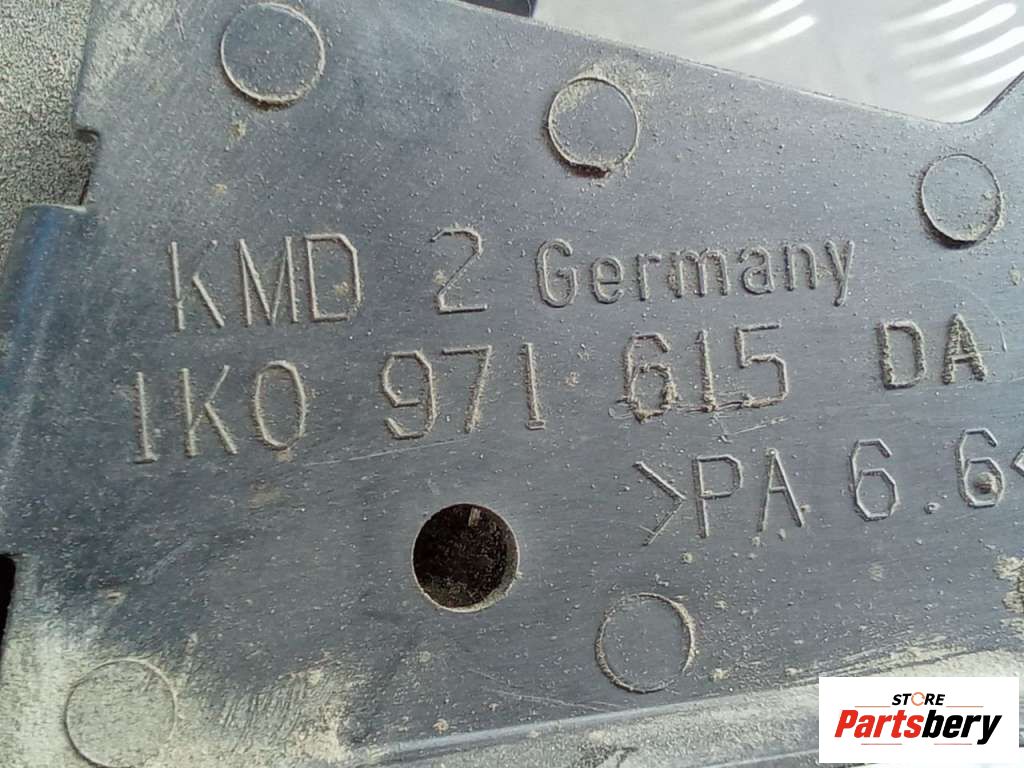 KMD 2 Germany
1K0 971 615 DA
>PA 6.6<
STORE
Partsbery